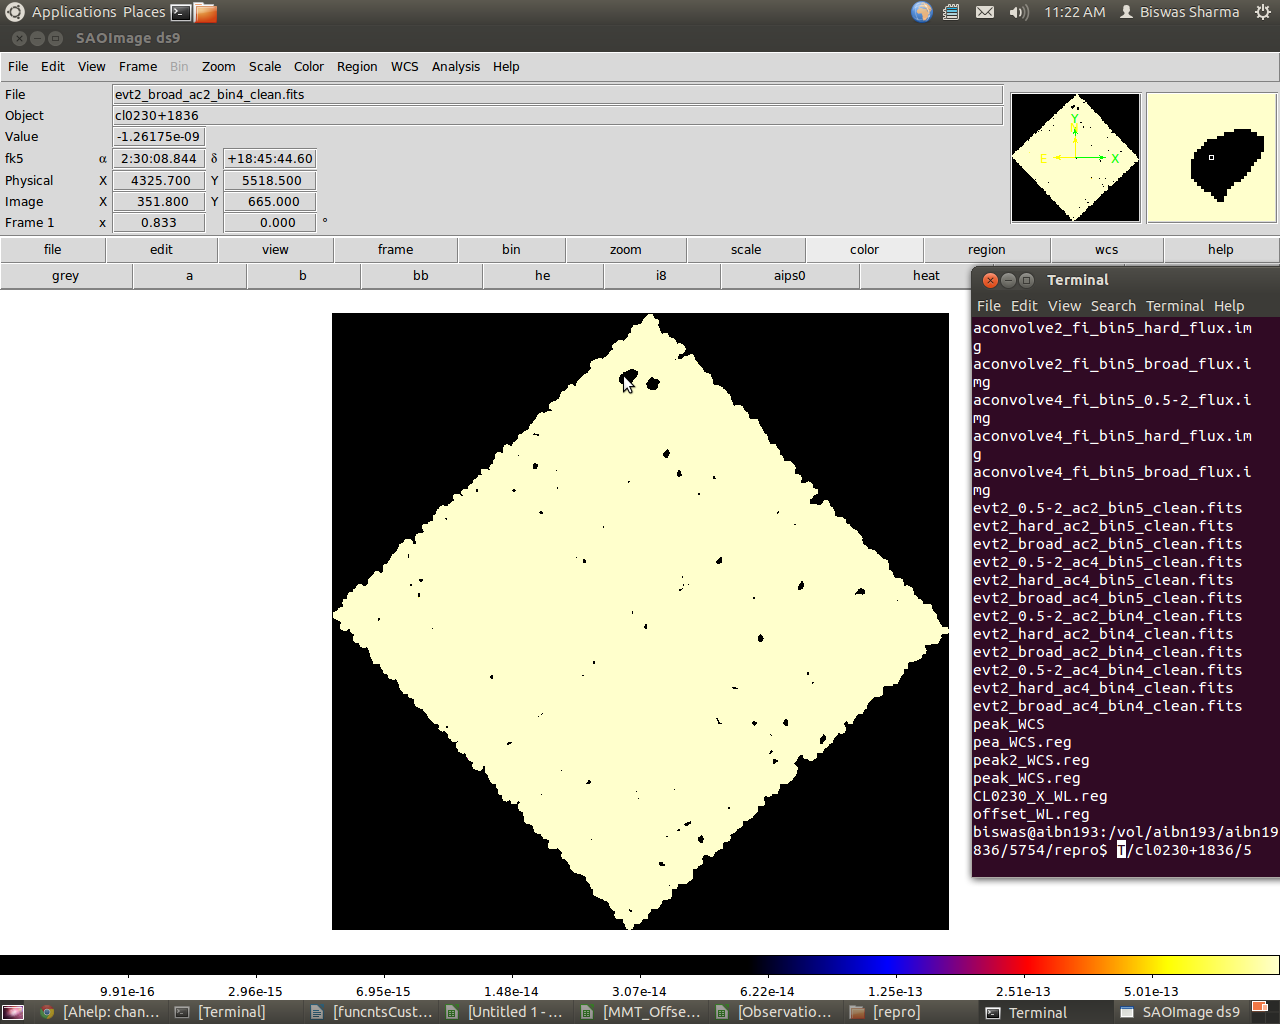 Applications Places
11:22 AM Biswas Sharma
SAOImage ds9
File Edit View Frame Bin Zoom Scale Color Region WCS Analysis Help
File evt2_broad_ac2_bin4_clean.fits
Object cl0230+1836
Value -1.26175e-09
fk5 α 2:30:08.844 δ +18:45:44.60
Physical X 4325.700 Y 5518.500
Image X 351.800 Y 665.000
Frame 1 x 0.833 0.000 °
Y
N
E
X
file edit view frame bin zoom scale color region wcs help
grey a b bb he i8 aips0 heat
Terminal
File Edit View Search Terminal Help
aconvolve2_fi_bin5_hard_flux.im
g
aconvolve2_fi_bin5_broad_flux.i
mg
aconvolve4_fi_bin5_0.5-2_flux.i
mg
aconvolve4_fi_bin5_hard_flux.im
g
aconvolve4_fi_bin5_broad_flux.i
mg
evt2_0.5-2_ac2_bin5_clean.fits
evt2_hard_ac2_bin5_clean.fits
evt2_broad_ac2_bin5_clean.fits
evt2_0.5-2_ac4_bin5_clean.fits
evt2_hard_ac4_bin5_clean.fits
evt2_broad_ac4_bin5_clean.fits
evt2_0.5-2_ac2_bin4_clean.fits
evt2_hard_ac2_bin4_clean.fits
evt2_broad_ac2_bin4_clean.fits
evt2_0.5-2_ac4_bin4_clean.fits
evt2_hard_ac4_bin4_clean.fits
evt2_broad_ac4_bin4_clean.fits
peak_WCS
pea_WCS.reg
peak2_WCS.reg
peak_WCS.reg
CL0230_X_WL.reg
offset_WL.reg
biswas@aibn193:/vol/aibn193/aibn19
836/5754/repro$ T/cl0230+1836/5
9.91e-16 2.96e-15 6.95e-15 1.48e-14 3.07e-14 6.22e-14 1.25e-13 2.51e-13 5.01e-13
[Ahelp: chan... [Terminal] [funcntsCust... [Untitled 1 - ... [MMT_Offse... [Observatio... [repro] Terminal SAOImage ds9